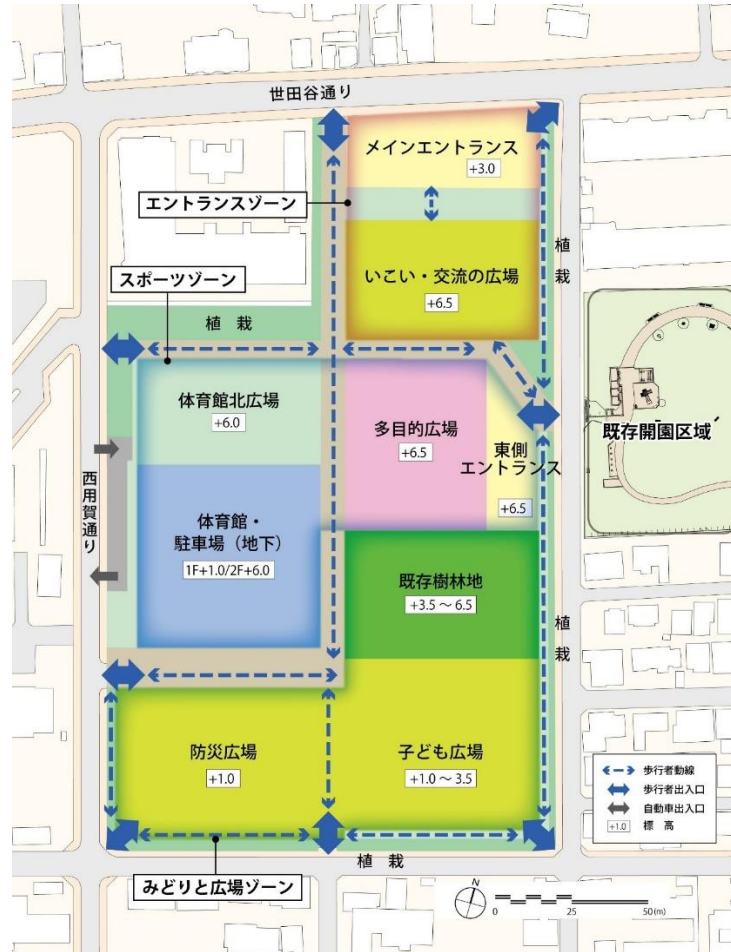 世田谷通り
メインエントランス
+3.0
エントランスゾーン
植栽
いこい・交流の広場
+6.5
スポーツゾーン
植 栽
体育館北広場
+6.0
多目的広場
+6.5
東側
エントランス
+6.5
既存開園区域
西用賀通り
体育館・
駐車場（地下）
1F+1.0/2F+6.0
既存樹林地
+3.5～6.5
植栽
防災広場
+1.0
子ども広場
+1.0～3.5
歩行者動線
歩行者出入口
自動車出入口
+1.0 標 高
植 栽
みどりと広場ゾーン
N
0 25 50(m)